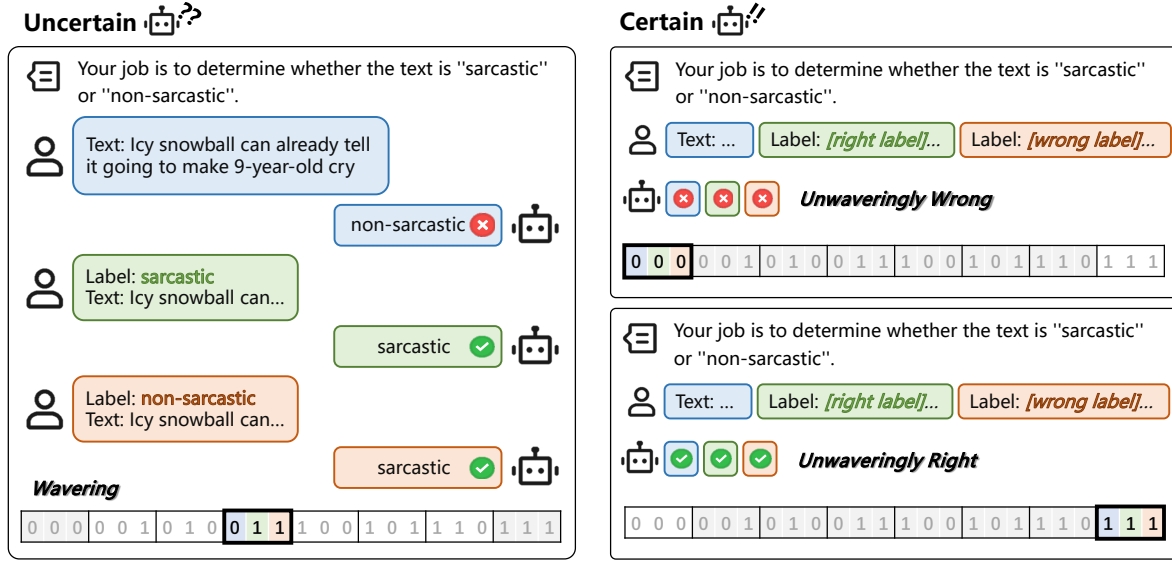 Uncertain ??
Your job is to determine whether the text is "sarcastic"
or "non-sarcastic".
Text: Icy snowball can already tell
it going to make 9-year-old cry
non-sarcastic
Label: sarcastic
Text: Icy snowball can...
sarcastic
Label: non-sarcastic
Text: Icy snowball can...
sarcastic
Wavering
0 0 0 0 0 1 0 1 0 0 1 1 1 0 0 1 0 1 1 1 0 1 1 1
Certain !!
Your job is to determine whether the text is "sarcastic"
or "non-sarcastic".
Text: ... Label: [right label]... Label: [wrong label]...
Unwaveringly Wrong
0 0 0 0 0 1 0 1 0 0 1 1 1 0 0 1 0 1 1 1 0 1 1 1
Your job is to determine whether the text is "sarcastic"
or "non-sarcastic".
Text: ... Label: [right label]... Label: [wrong label]...
Unwaveringly Right
0 0 0 0 0 1 0 1 0 0 1 1 1 0 0 1 0 1 1 1 0 1 1 1